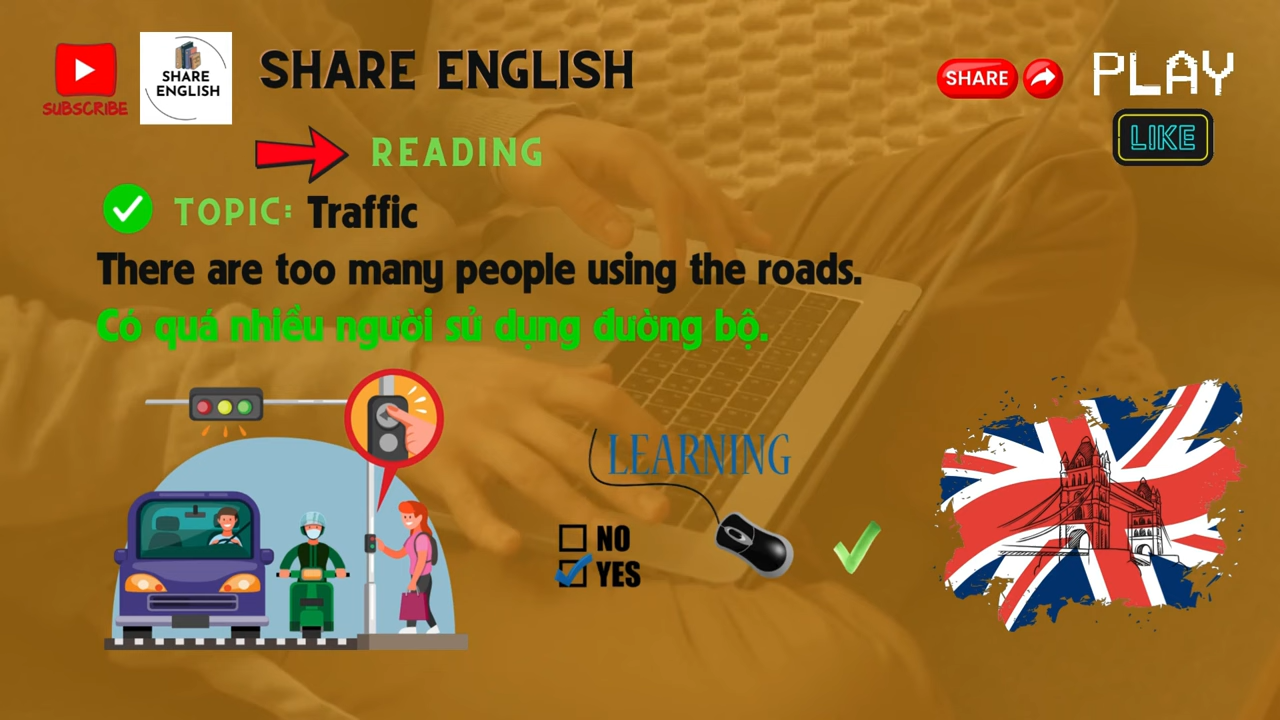 SUBSCRIBE
SHARE
ENGLISH
SHARE ENGLISH
SHARE
PLAY
LIKE
READING
TOPIC: Traffic
There are too many people using the roads.
Có quá nhiều người sử dụng đường bộ.
LEARNING
NO
YES